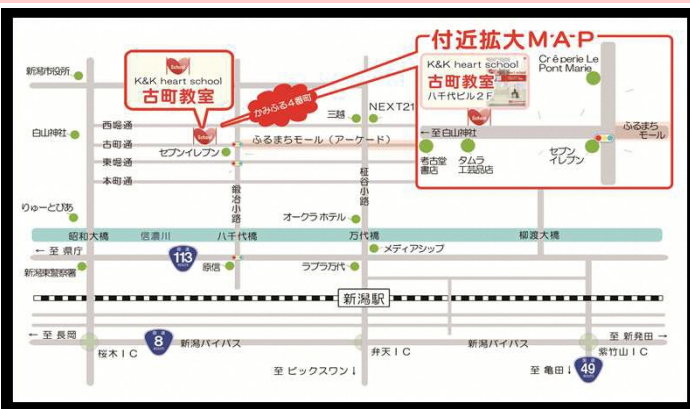 付近拡大M・A・P
新潟市役所
School
K&K heart school
古町教室
かみふる4番町
K&K heart school
古町教室
八千代ビル2F
Crêperie Le
Pont Marie
三越
NEXT21
白山神社
西堀通
古町通
東堀通
本町通
セブンイレブン
ふるまちモール（アーケード）
← 至 白山神社
ふるまち
モール
考古堂
書店
タムラ
工芸品店
セブン
イレブン
鍛冶小路
柾谷小路
りゅーとぴあ
オークラホテル
昭和大橋
信濃川
八千代橋
万代橋
柳渡大橋
← 至 県庁
113
メディアシップ
新潟東警察署
原信
ラブラ万代
新潟駅
← 至 長岡
8
新潟バイパス
新潟バイパス
至 新発田 →
桜木IC
弁天IC
紫竹山IC
至 ビックスワン↓
至 亀田↓
49